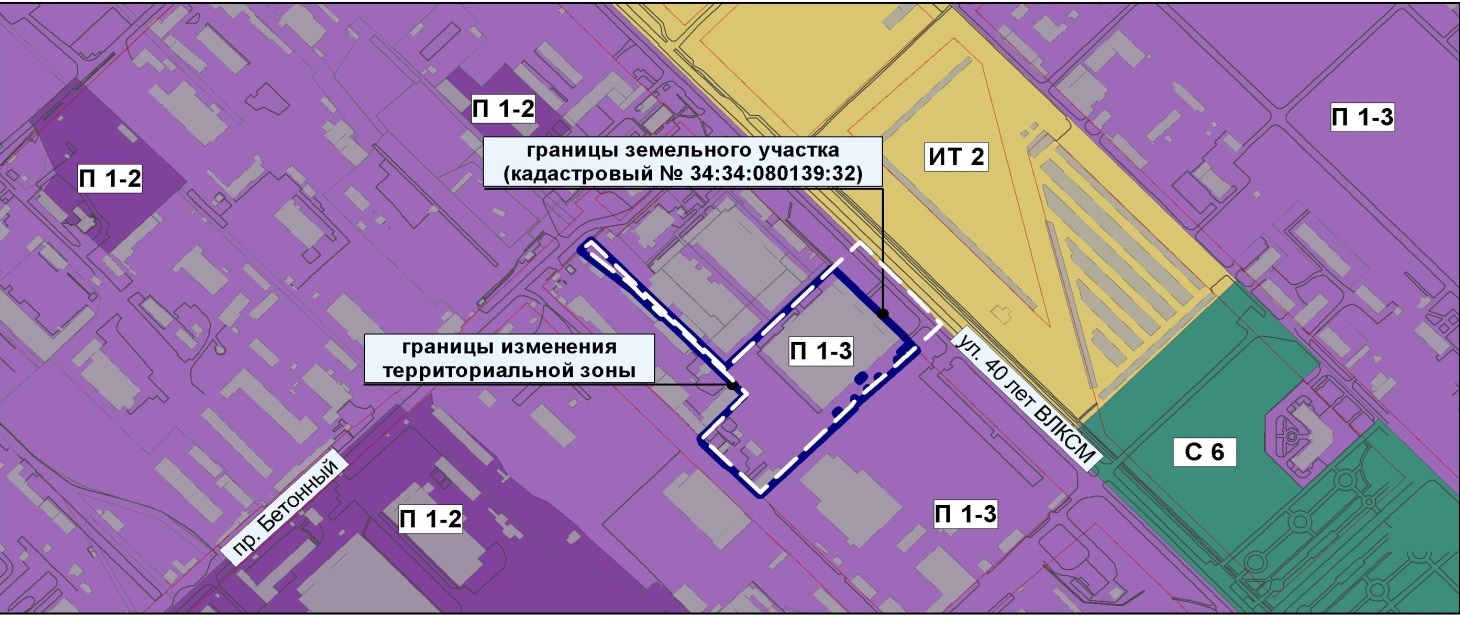 П 1-2
П 1-3
границы земельного участка
(кадастровый № 34:34:080139:32)
ИТ 2
П 1-2
границы изменения
территориальной зоны
П 1-3
ул. 40 лет ВЛКСМ
С 6
пр. Бетонный
П 1-2
П 1-3